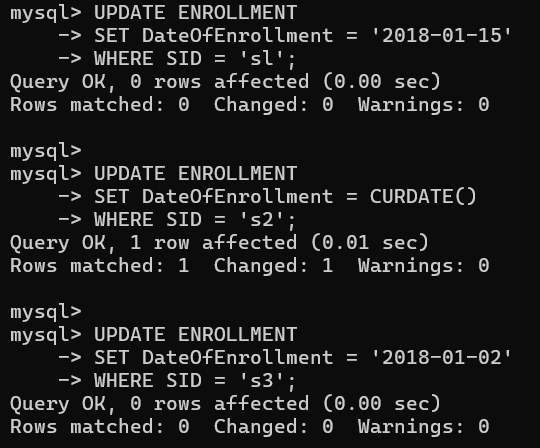 mysql> UPDATE ENROLLMENT
    -> SET DateOfEnrollment = '2018-01-15'
    -> WHERE SID = 'sl';
Query OK, 0 rows affected (0.00 sec)
Rows matched: 0  Changed: 0  Warnings: 0

mysql>
mysql> UPDATE ENROLLMENT
    -> SET DateOfEnrollment = CURDATE()
    -> WHERE SID = 's2';
Query OK, 1 row affected (0.01 sec)
Rows matched: 1  Changed: 1  Warnings: 0

mysql>
mysql> UPDATE ENROLLMENT
    -> SET DateOfEnrollment = '2018-01-02'
    -> WHERE SID = 's3';
Query OK, 0 rows affected (0.00 sec)
Rows matched: 0  Changed: 0  Warnings: 0